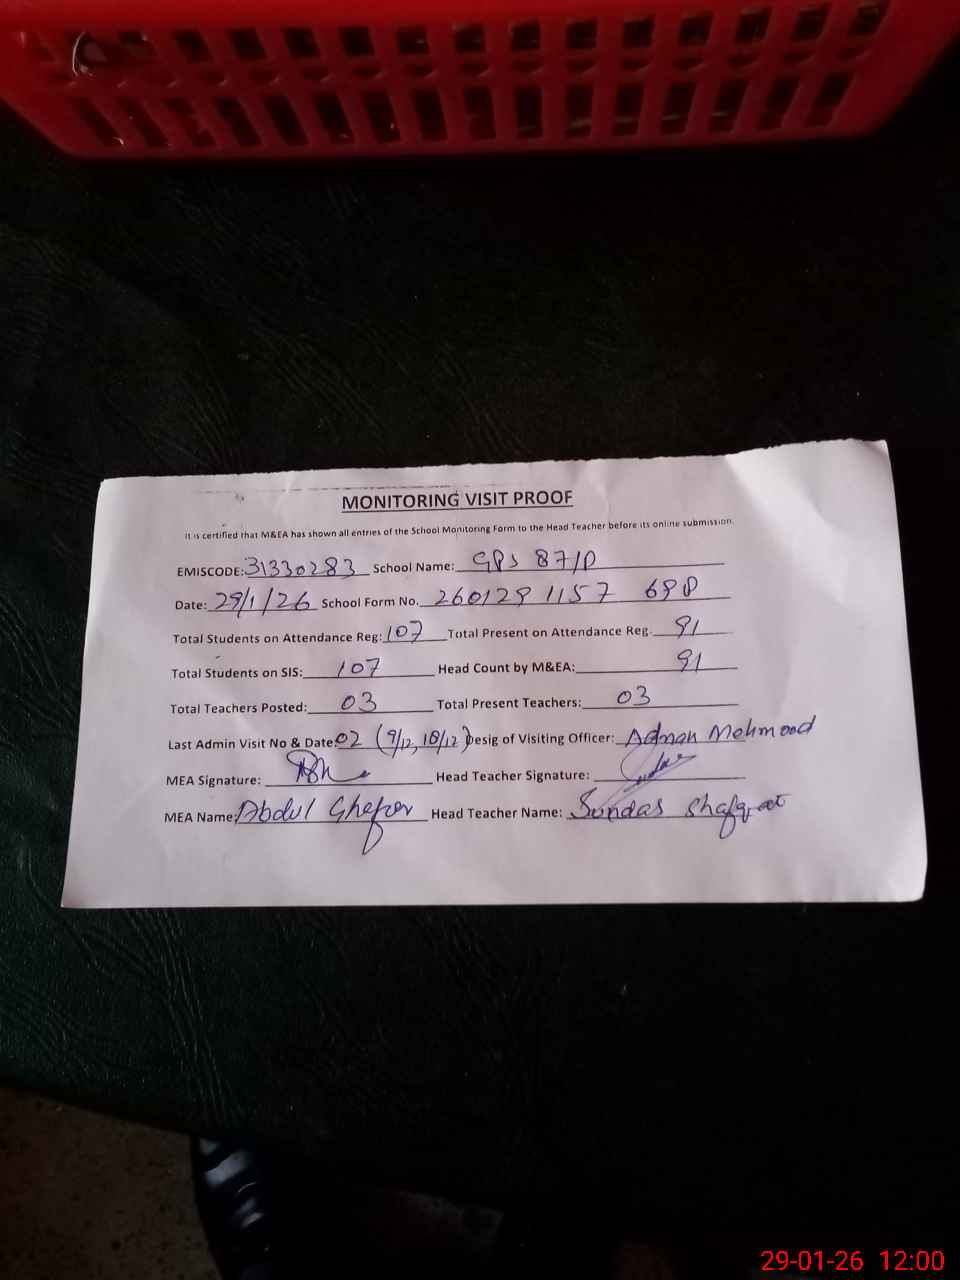 MONITORING VISIT PROOF
It is certified that M&EA has shown all entries of the School Monitoring Form to the Head Teacher before its online submission.
EMISCODE: 31330283 School Name: GPS 87/P
Date: 29/1/26 School Form No. 260129 1157 698
Total Students on Attendance Reg: 107 Total Present on Attendance Reg. 91
Total Students on SIS: 107 Head Count by M&EA: 91
Total Teachers Posted: 03 Total Present Teachers: 03
Last Admin Visit No & Date: 02 (9/12, 18/12) Desig of Visiting Officer: Adnan Mehmood
MEA Signature: Head Teacher Signature:
MEA Name: Abdul Ghafor Head Teacher Name: Sundas Shafqat
29-01-26 12:00